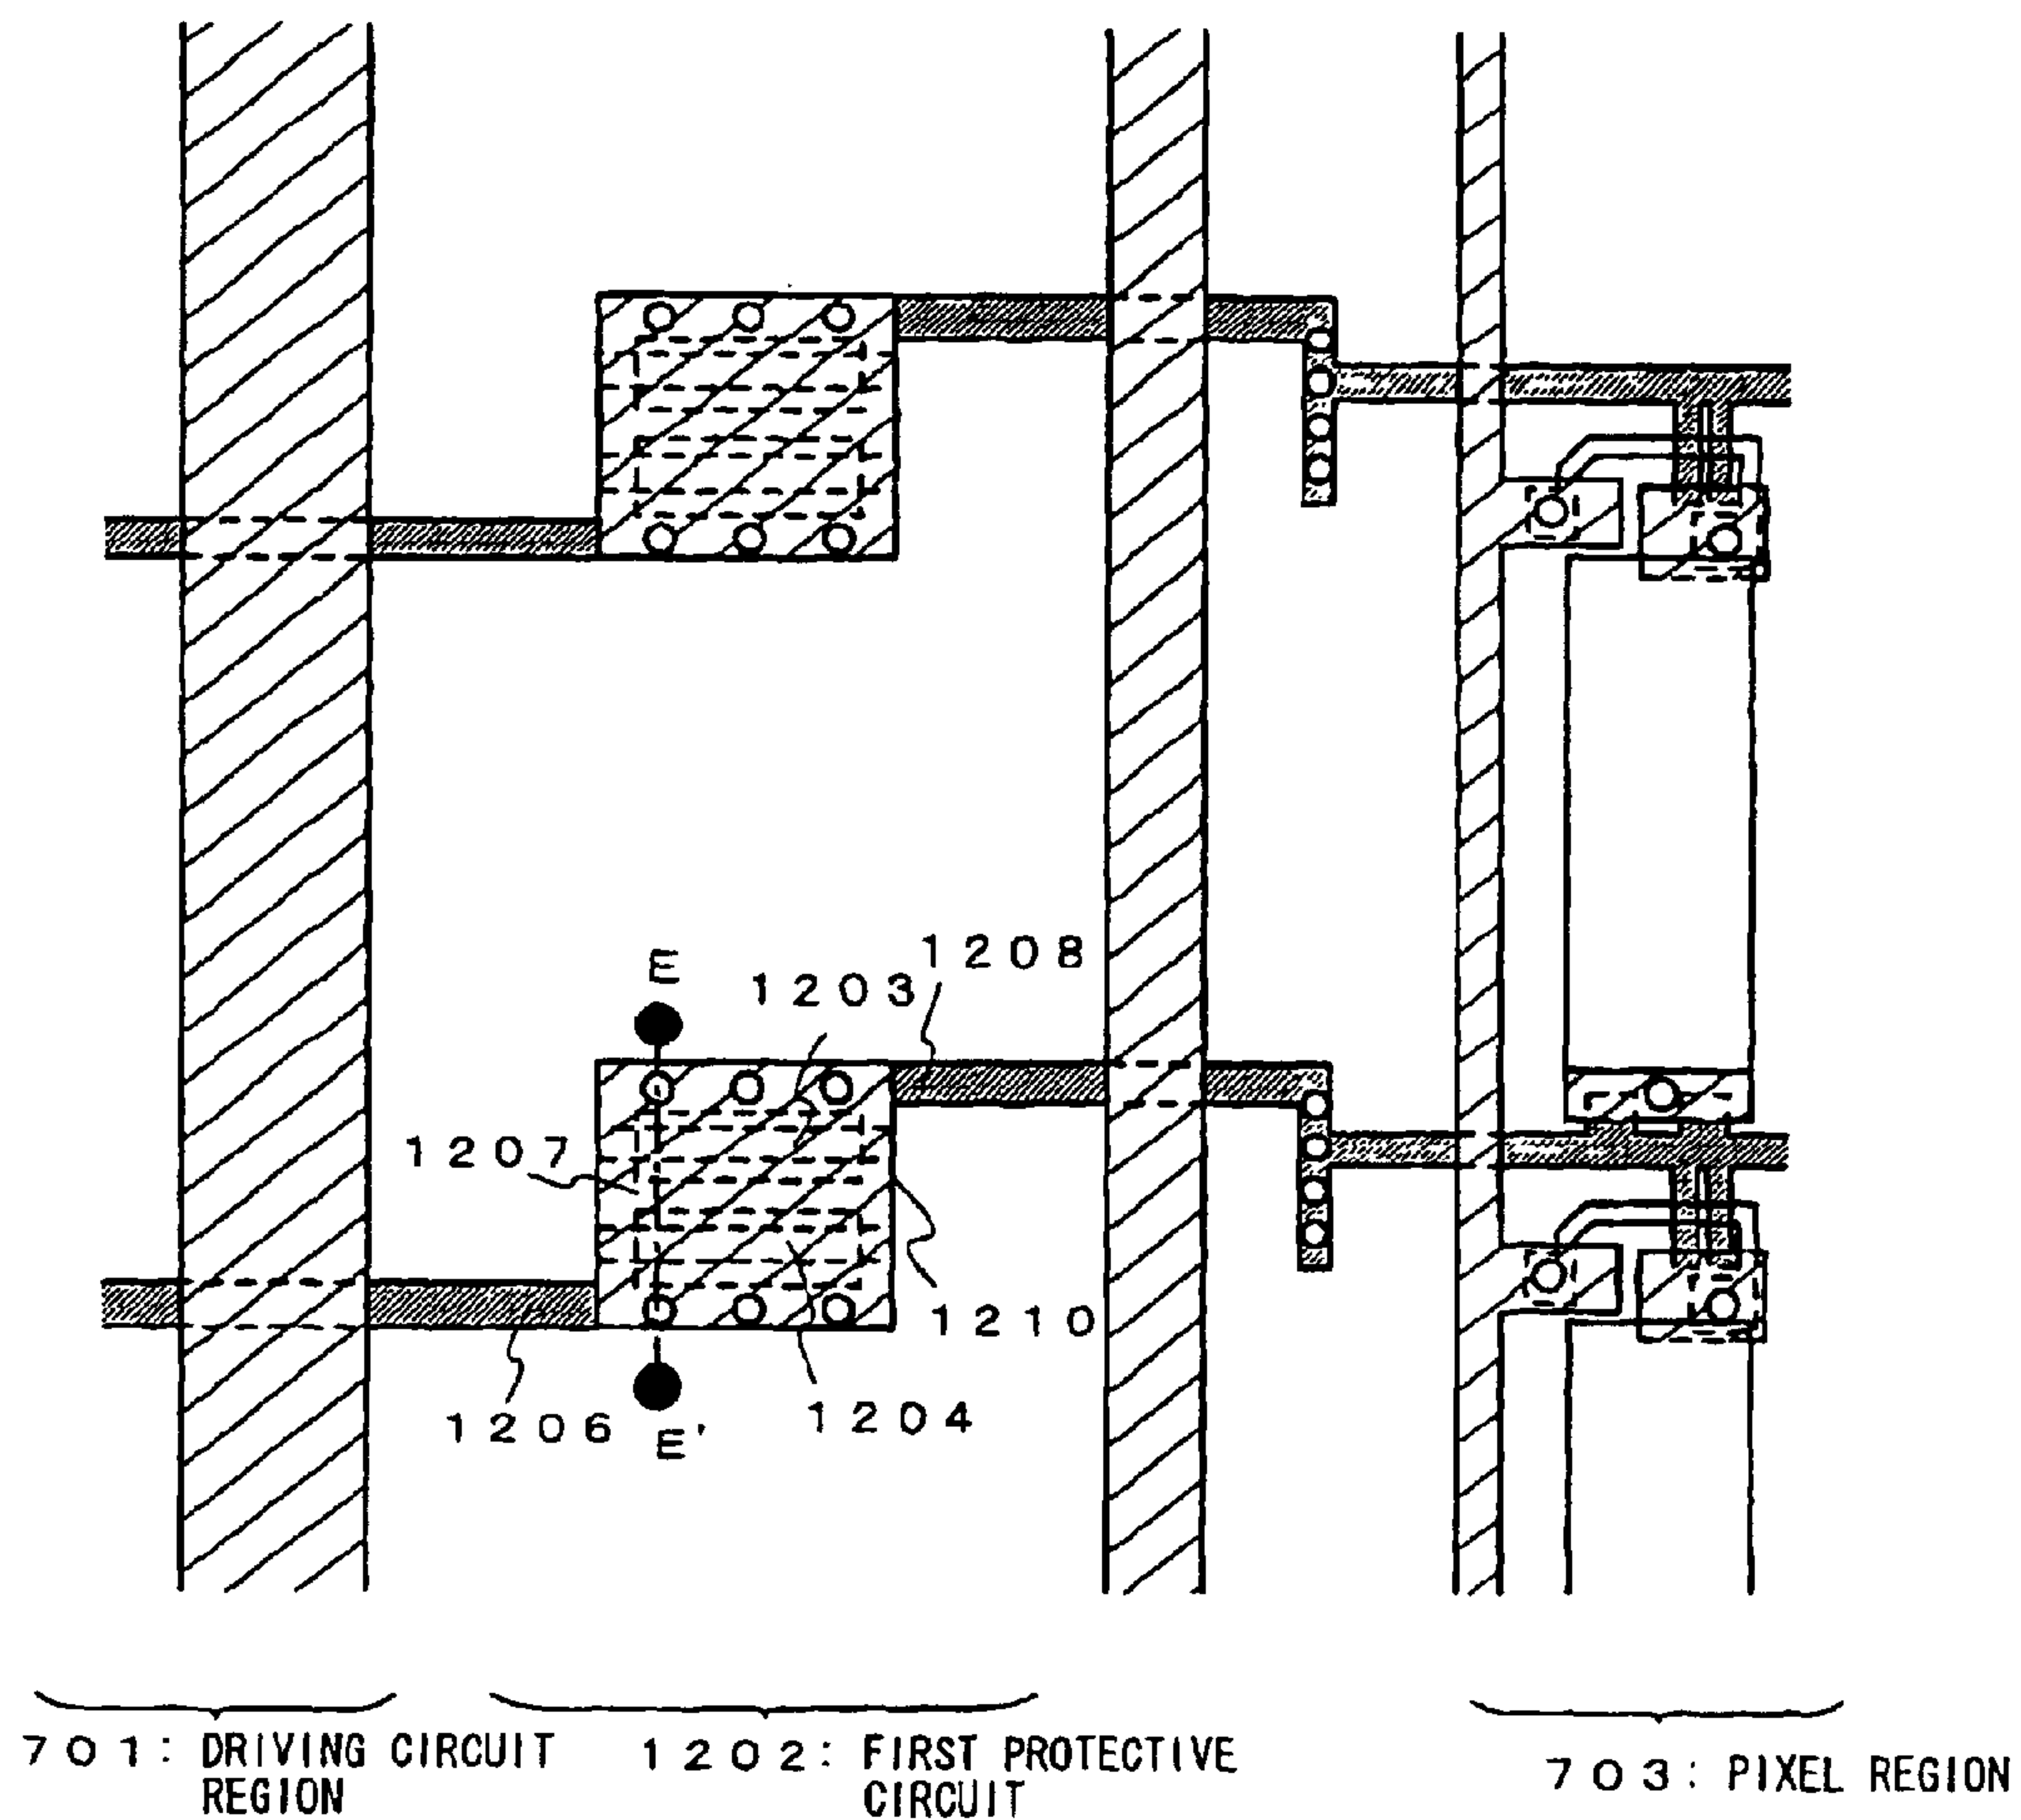 1208
E
1203
1207
1210
1204
1206
E'
701: DRIVING CIRCUIT
REGION
1202: FIRST PROTECTIVE
CIRCUIT
703: PIXEL REGION